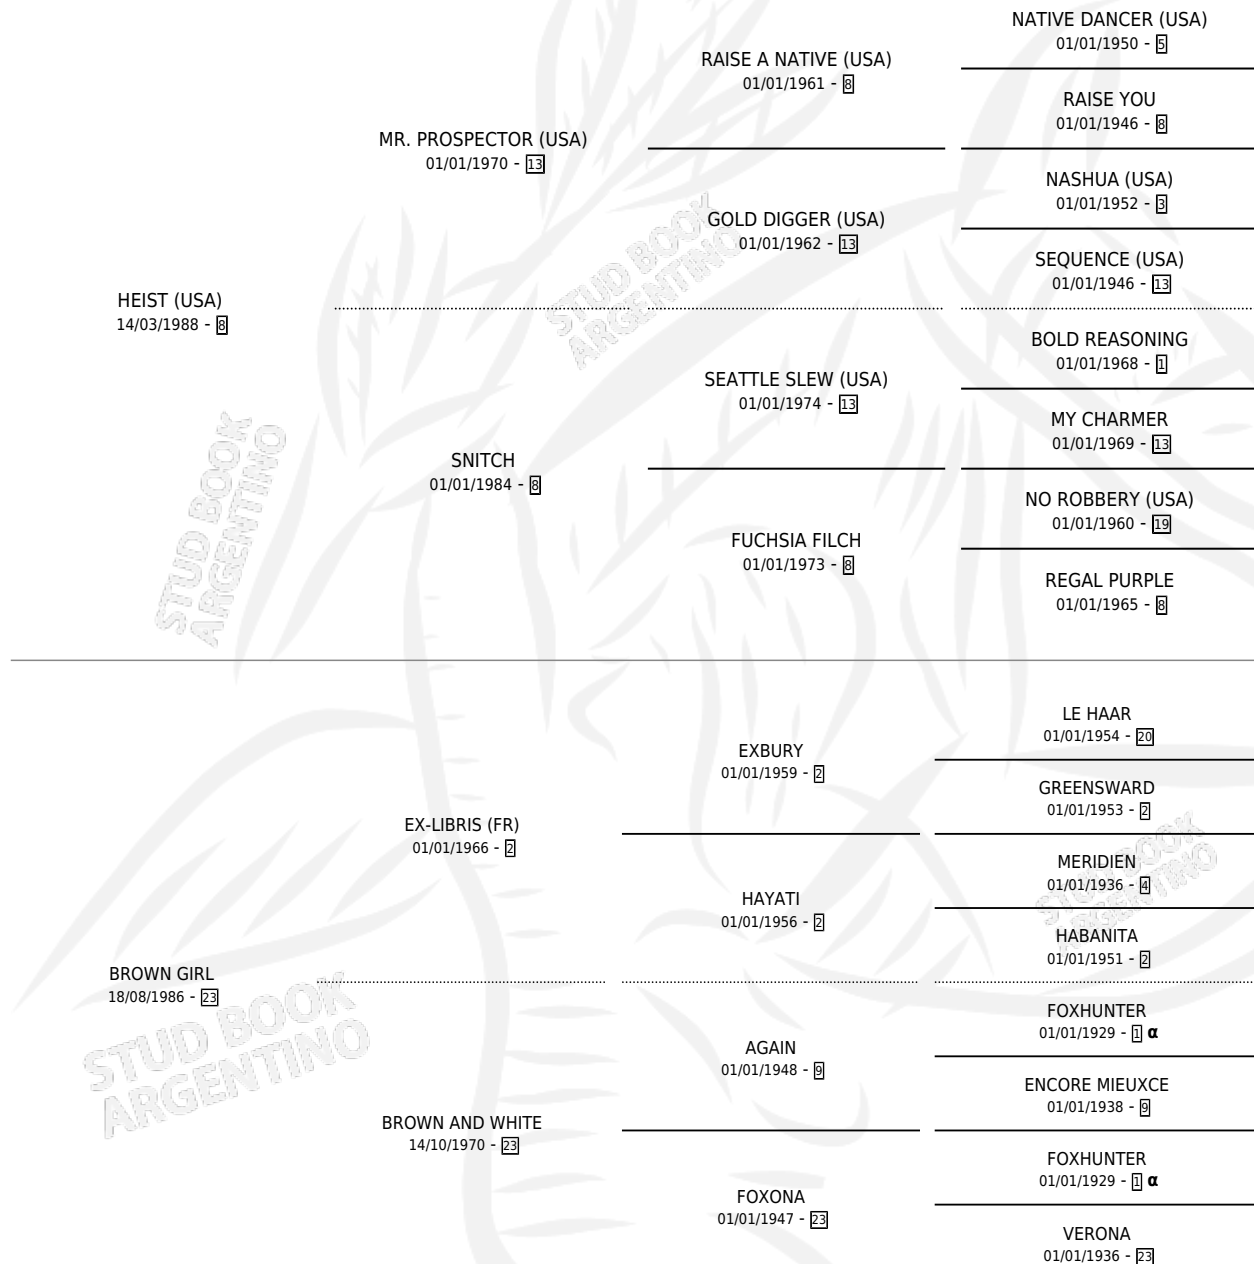 NATIVE DANCER (USA)
01/01/1950 - 5
RAISE A NATIVE (USA)
01/01/1961 - 8
RAISE YOU
01/01/1946 - 8
MR. PROSPECTOR (USA)
01/01/1970 - 13
NASHUA (USA)
01/01/1952 - 3
GOLD DIGGER (USA)
01/01/1962 - 13
SEQUENCE (USA)
01/01/1946 - 13
HEIST (USA)
14/03/1988 - 8
STUD BOOK
ARGENTINO
BOLD REASONING
01/01/1968 - 1
SEATTLE SLEW (USA)
01/01/1974 - 13
MY CHARMER
01/01/1969 - 13
SNITCH
01/01/1984 - 8
NO ROBBERY (USA)
01/01/1960 - 19
FUCHSIA FILCH
01/01/1973 - 8
REGAL PURPLE
01/01/1965 - 8
STUD BOOK
ARGENTINO
LE HAAR
01/01/1954 - 20
EXBURY
01/01/1959 - 2
GREENSWARD
01/01/1953 - 2
EX-LIBRIS (FR)
01/01/1966 - 2
MERIDIEN
01/01/1936 - 4
HAYATI
01/01/1956 - 2
HABANITA
01/01/1951 - 2
STUD BOOK
ARGENTINO
BROWN GIRL
18/08/1986 - 23
FOXHUNTER
01/01/1929 - 1 α
AGAIN
01/01/1948 - 9
ENCORE MIEUXCE
01/01/1938 - 9
BROWN AND WHITE
14/10/1970 - 23
FOXHUNTER
01/01/1929 - 1 α
FOXONA
01/01/1947 - 23
VERONA
01/01/1936 - 23
STUD BOOK
ARGENTINO